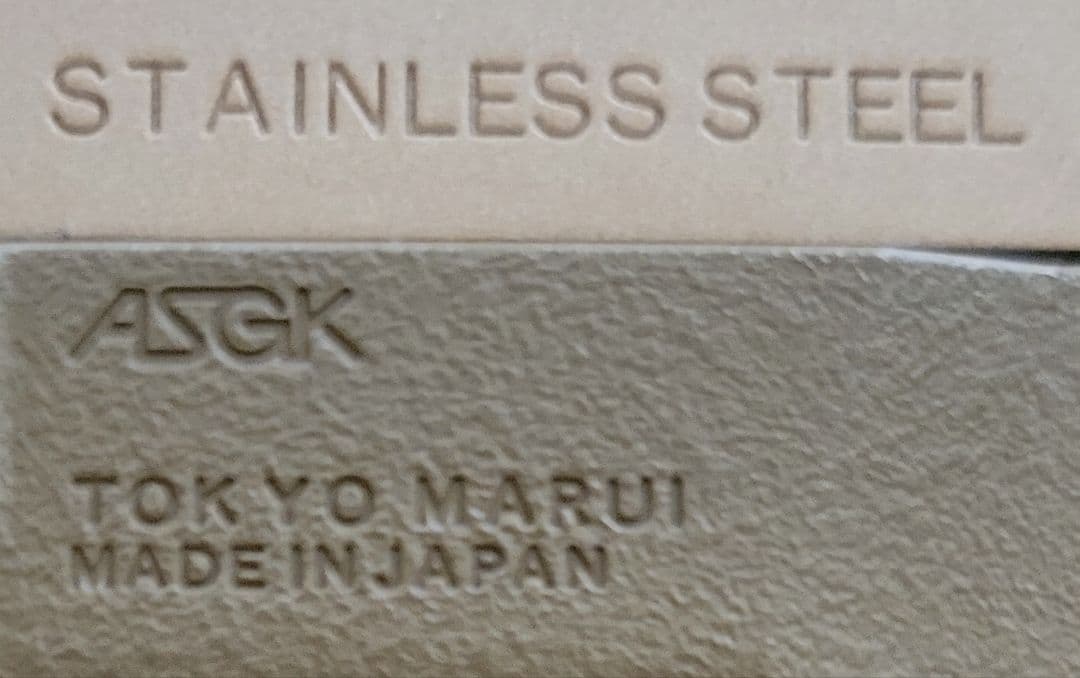 STAINLESS STEEL
ASGK
TOKYO MARUI
MADE IN JAPAN